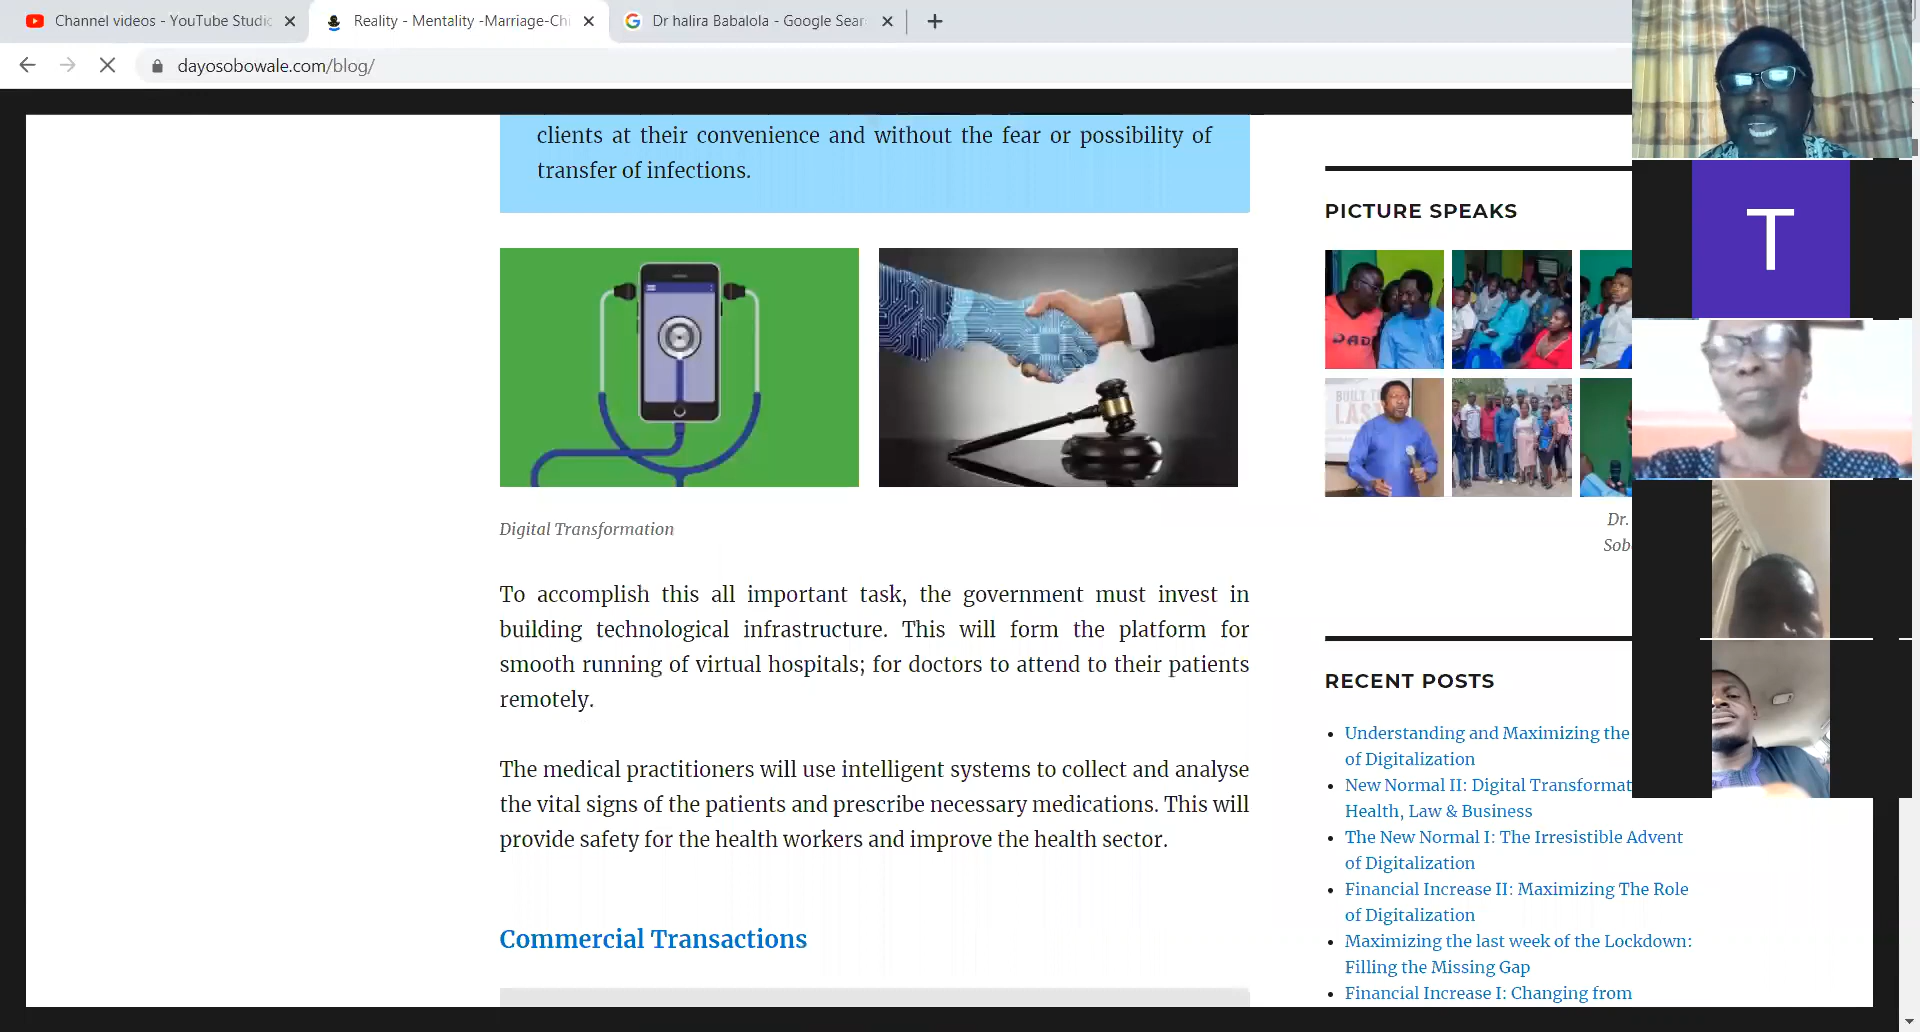 Channel videos - YouTube Studi
Reality - Mentality -Marriage-Chi
Dr halira Babalola - Google Sear
dayosobowale.com/blog/
clients at their convenience and without the fear or possibility of
transfer of infections.
Digital Transformation
To accomplish this all important task, the government must invest in
building technological infrastructure. This will form the platform for
smooth running of virtual hospitals; for doctors to attend to their patients
remotely.
The medical practitioners will use intelligent systems to collect and analyse
the vital signs of the patients and prescribe necessary medications. This will
provide safety for the health workers and improve the health sector.
Commercial Transactions
PICTURE SPEAKS
DAD
BUILT T
LAS
Dr.
Sob
RECENT POSTS
Understanding and Maximizing the
of Digitalization
New Normal II: Digital Transformat
Health, Law & Business
The New Normal I: The Irresistible Advent
of Digitalization
Financial Increase II: Maximizing The Role
of Digitalization
Maximizing the last week of the Lockdown:
Filling the Missing Gap
Financial Increase I: Changing from
T